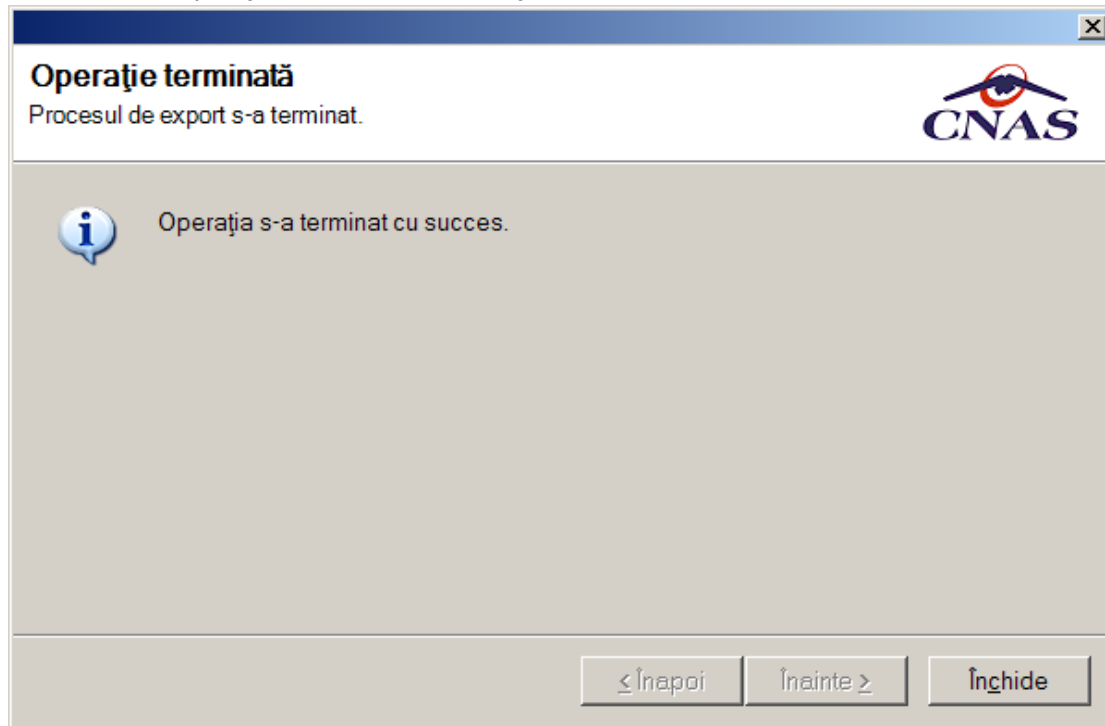 Operaţie terminată
Procesul de export s-a terminat.
CNAS
Operaţia s-a terminat cu succes.
< Înapoi
Înainte >
Închide